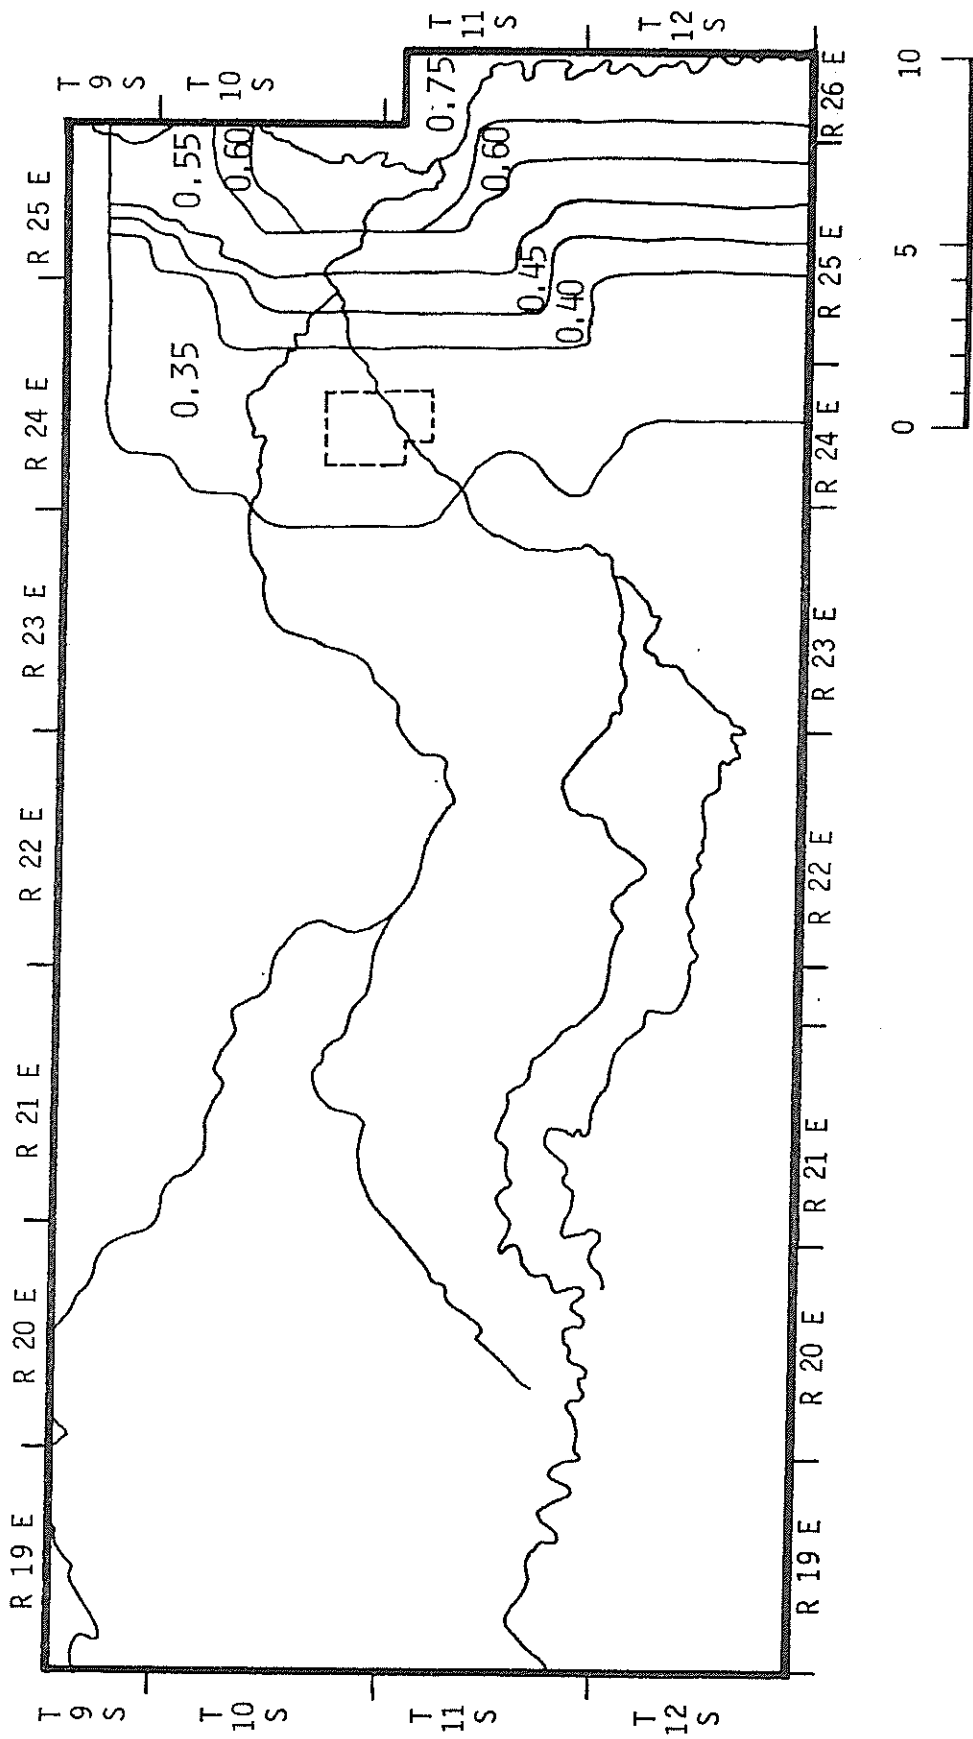 R 19 E
R 20 E
R 21 E
R 22 E
R 23 E
R 24 E
R 25 E
T 9 S
T 10 S
T 11 S
T 12 S
T 9 S
T 10 S
T 11 S
T 12 S
0.35
0.55
0.60
0.75
0.60
0.45
0.40
R 19 E
R 20 E
R 21 E
R 22 E
R 23 E
R 24 E
R 25 E
R 26 E
0
5
10